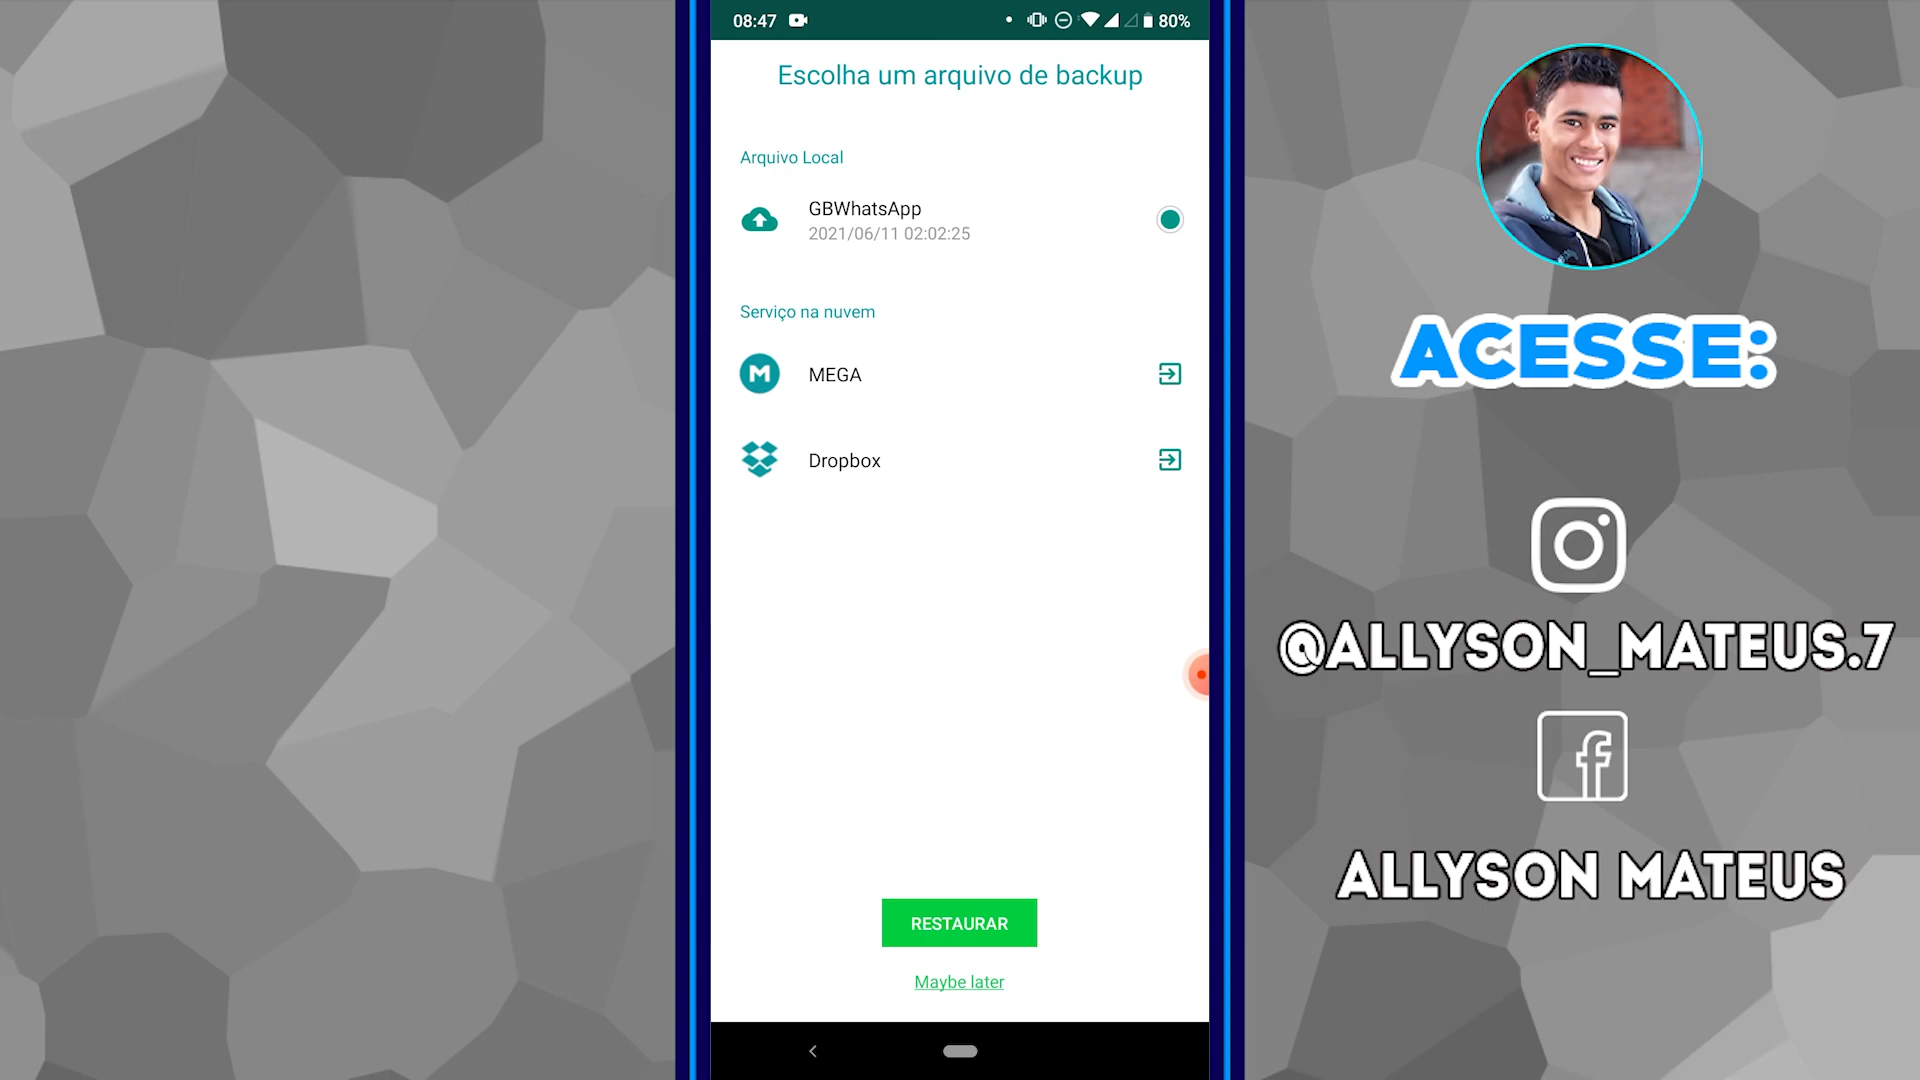 08:47
80%
Escolha um arquivo de backup
Arquivo Local
GBWhatsApp
2021/06/11 02:02:25
Serviço na nuvem
MEGA
Dropbox
RESTAURAR
Maybe later
ACESSE:
@ALLYSON_MATEUS.7
ALLYSON MATEUS